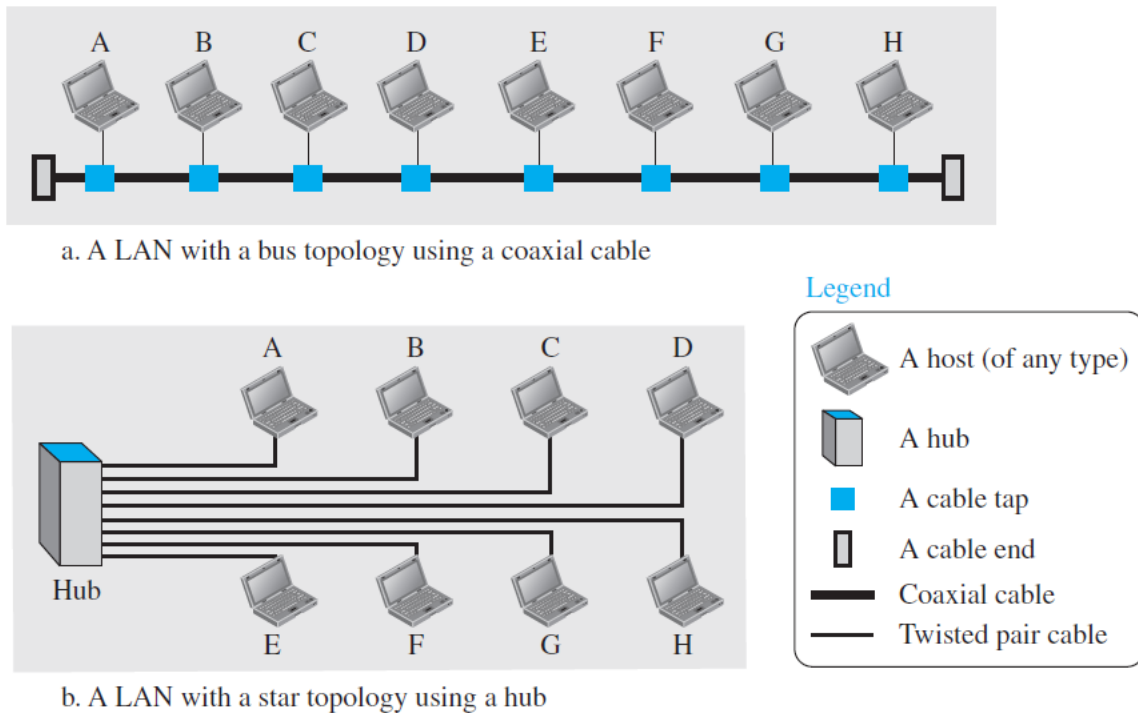 A B C D E F G H
a. A LAN with a bus topology using a coaxial cable
Legend
A host (of any type)
A hub
A cable tap
A cable end
Coaxial cable
Twisted pair cable
A B C D
Hub
E F G H
b. A LAN with a star topology using a hub